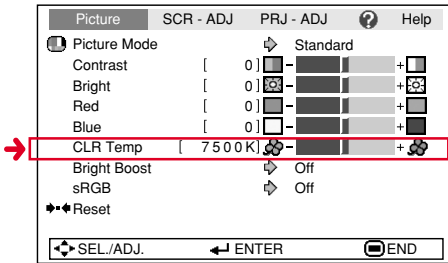 Picture SCR - ADJ PRJ - ADJ ? Help
Picture Mode Standard
Contrast [ 0 ] - +
Bright [ 0 ] - +
Red [ 0 ] - +
Blue [ 0 ] - +
CLR Temp [ 7500K ] - +
Bright Boost Off
sRGB Off
Reset
SEL./ADJ. ENTER END